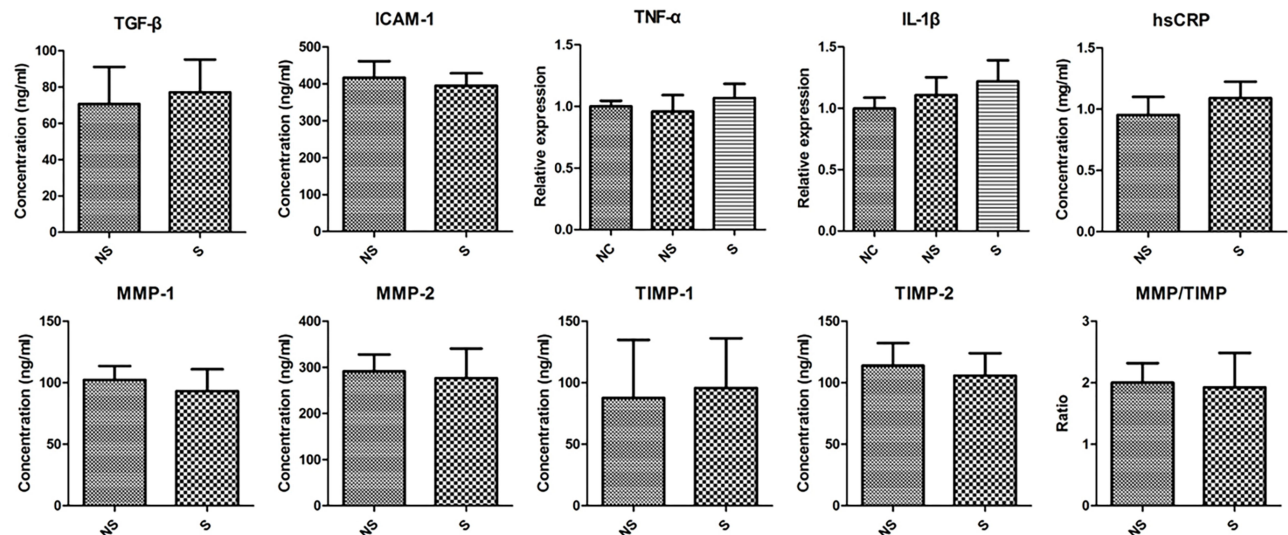 TGF-β
Concentration (ng/ml)
100
80
60
40
20
0
NS
S
ICAM-1
Concentration (ng/ml)
500
400
300
200
100
0
NS
S
TNF-α
Relative expression
1.5
1.0
0.5
0.0
NC
NS
S
IL-1β
Relative expression
1.5
1.0
0.5
0.0
NC
NS
S
hsCRP
Concentration (mg/ml)
1.5
1.0
0.5
0.0
NS
S
MMP-1
Concentration (ng/ml)
150
100
50
0
NS
S
MMP-2
Concentration (ng/ml)
400
300
200
100
0
NS
S
TIMP-1
Concentration (ng/ml)
150
100
50
0
NS
S
TIMP-2
Concentration (ng/ml)
150
100
50
0
NS
S
MMP/TIMP
Ratio
3
2
1
0
NS
S